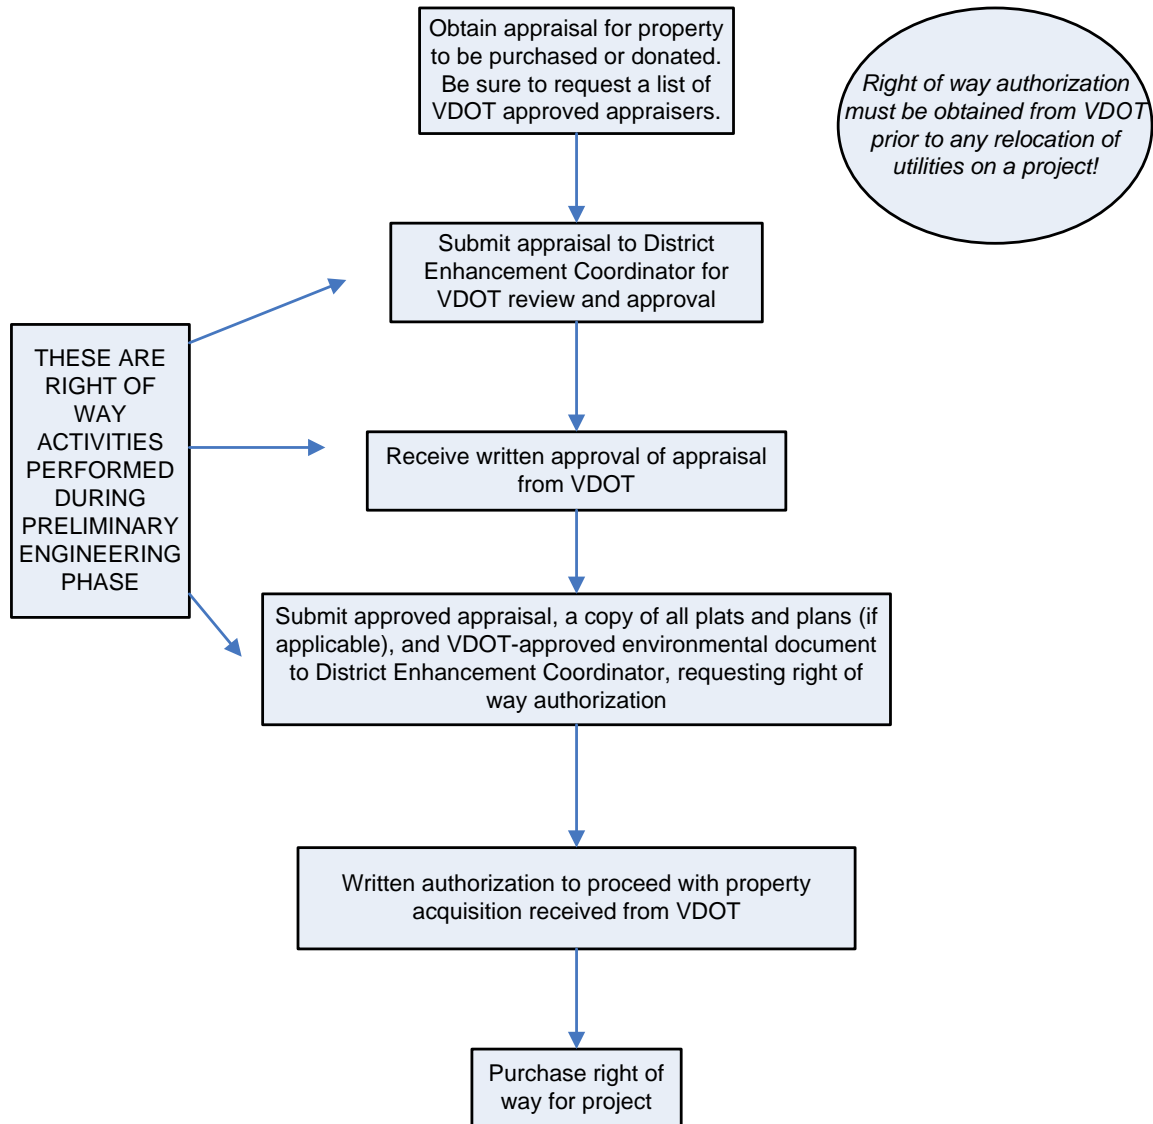 Obtain appraisal for property
to be purchased or donated.
Be sure to request a list of
VDOT approved appraisers.
Right of way authorization
must be obtained from VDOT
prior to any relocation of
utilities on a project!
Submit appraisal to District
Enhancement Coordinator for
VDOT review and approval
THESE ARE
RIGHT OF
WAY
ACTIVITIES
PERFORMED
DURING
PRELIMINARY
ENGINEERING
PHASE
Receive written approval of appraisal
from VDOT
Submit approved appraisal, a copy of all plats and plans (if
applicable), and VDOT-approved environmental document
to District Enhancement Coordinator, requesting right of
way authorization
Written authorization to proceed with property
acquisition received from VDOT
Purchase right of
way for project